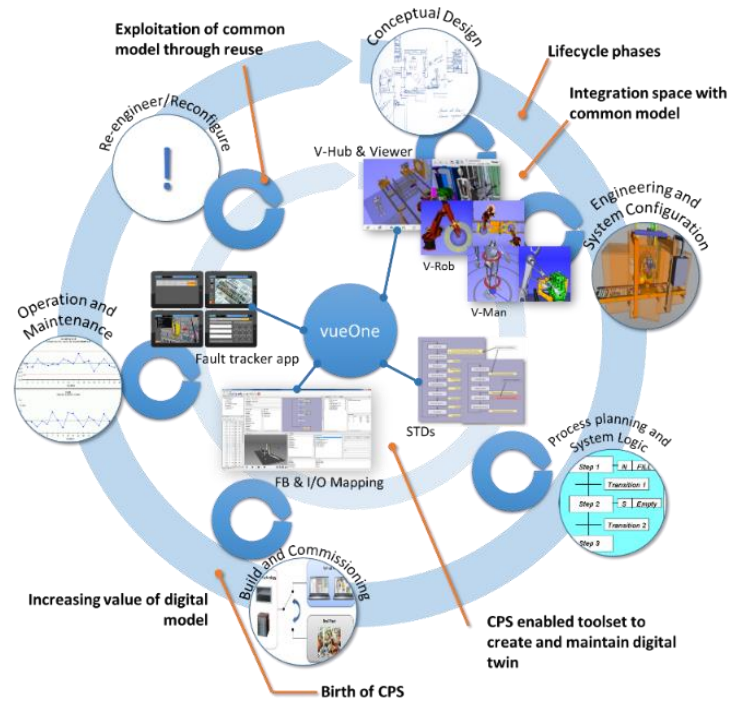 Exploitation of common
model through reuse
Conceptual Design
Lifecycle phases
Integration space with
common model
Re-engineer/Reconfigure
V-Hub & Viewer
Engineering and
System Configuration
V-Rob
V-Man
Operation and
Maintenance
Fault tracker app
vueOne
STDs
FB & I/O Mapping
Process planning and
System Logic
Step 1
N
FILL
Transition 1
Step 2
S
Empty
Transition 2
Step 3
Build and Commissioning
Increasing value of digital
model
CPS enabled toolset to
create and maintain digital
twin
Birth of CPS
!